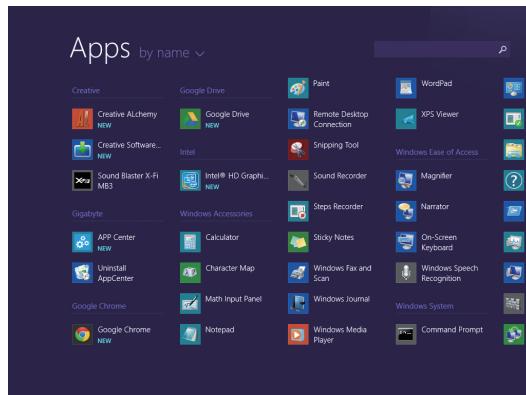 Apps by name
Creative
Creative ALchemy
NEW
Creative Software...
NEW
Sound Blaster X-Fi
MB3
Gigabyte
APP Center
NEW
Uninstall
AppCenter
Google Chrome
Google Chrome
NEW
Google Drive
Google Drive
NEW
Intel
Intel® HD Graphi...
NEW
Windows Accessories
Calculator
Character Map
Math Input Panel
Notepad
Paint
Remote Desktop
Connection
Snipping Tool
Sound Recorder
Steps Recorder
Sticky Notes
Windows Fax and
Scan
Windows Journal
Windows Media
Player
WordPad
XPS Viewer
Windows Ease of Access
Magnifier
Narrator
On-Screen
Keyboard
Windows Speech
Recognition
Windows System
Command Prompt